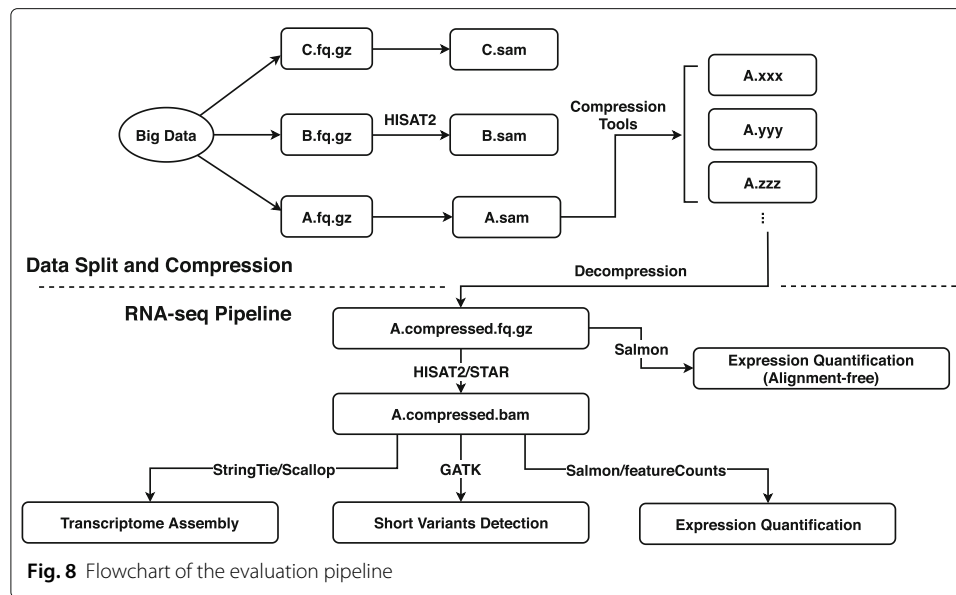 C.fq.gz
C.sam
A.xxx
Compression
Tools
Big Data
B.fq.gz
HISAT2
B.sam
A.yyy
A.zzz
A.fq.gz
A.sam
...
Data Split and Compression
Decompression
RNA-seq Pipeline
A.compressed.fq.gz
Salmon
Expression Quantification
(Alignment-free)
HISAT2/STAR
A.compressed.bam
StringTie/Scallop
GATK
Salmon/featureCounts
Transcriptome Assembly
Short Variants Detection
Expression Quantification
Fig. 8 Flowchart of the evaluation pipeline